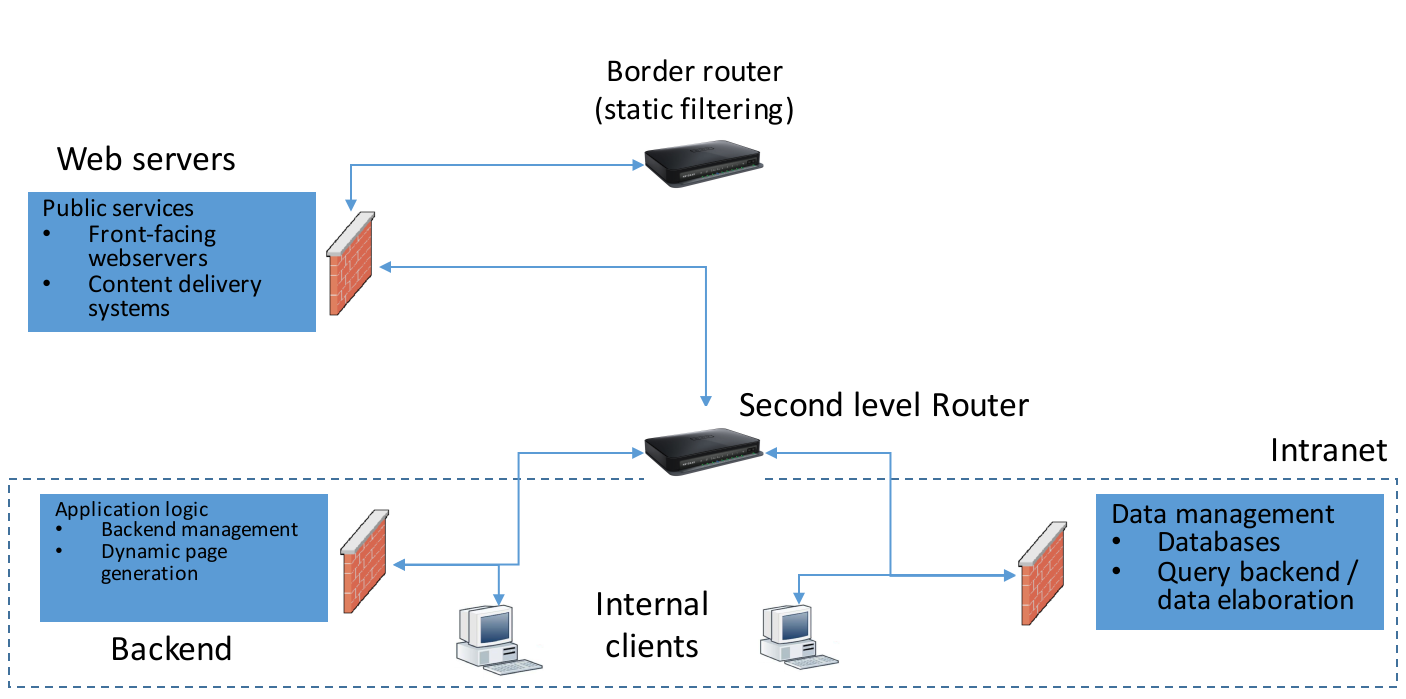 Border router
(static filtering)
Web servers
Public services
• Front-facing
webservers
• Content delivery
systems
Second level Router
Intranet
Application logic
• Backend management
• Dynamic page
generation
Backend
Internal
clients
Data management
• Databases
• Query backend /
data elaboration